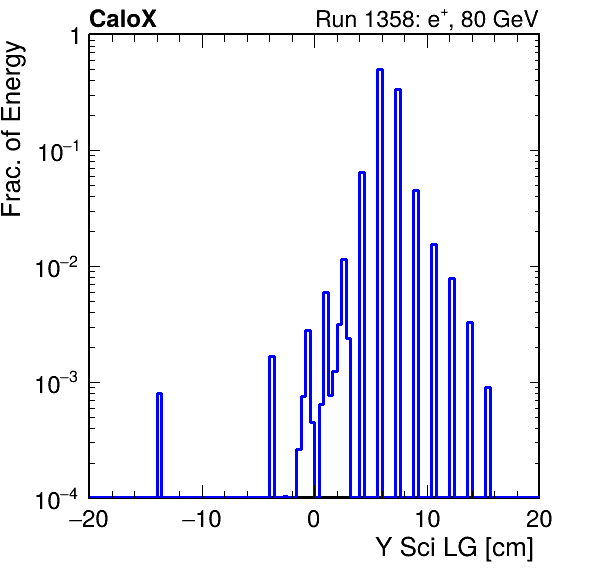 CaloX Run 1358: e⁺, 80 GeV
Frac. of Energy
1
10⁻¹
10⁻²
10⁻³
10⁻⁴
−20 −10 0 10 20
Y Sci LG [cm]